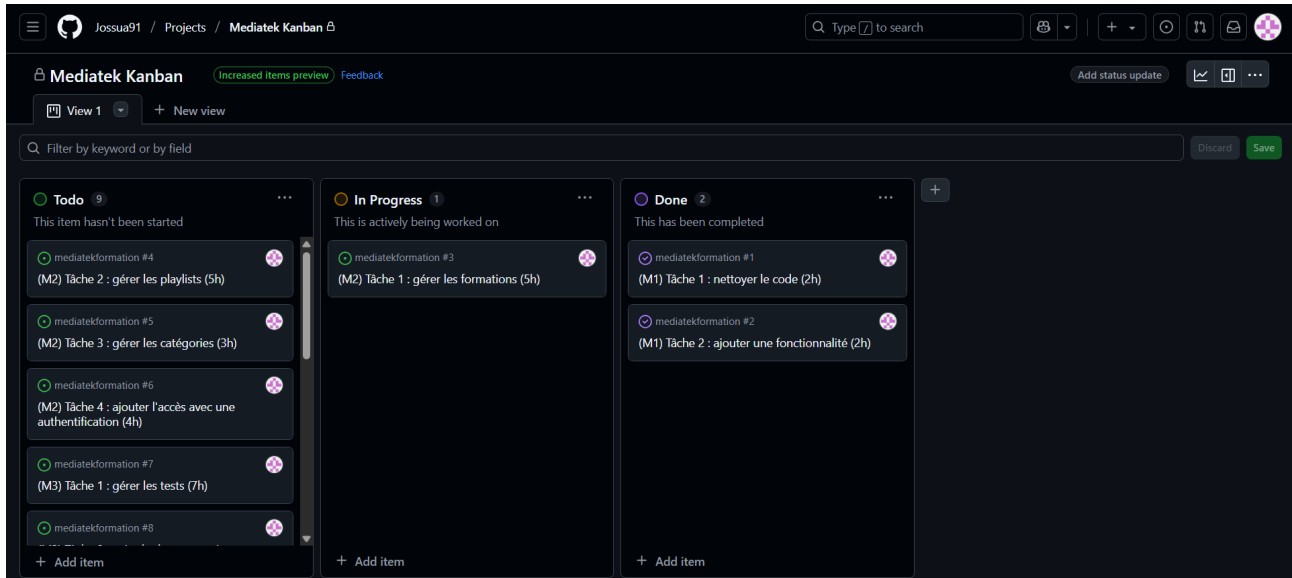 Jossua91 / Projects / Mediatek Kanban
Type / to search
Mediatek Kanban
Increased items preview
Feedback
Add status update
View 1
+ New view
Filter by keyword or by field
Discard
Save
Todo 9
This item hasn't been started
mediatekformation #4
(M2) Tâche 2 : gérer les playlists (5h)
mediatekformation #5
(M2) Tâche 3 : gérer les catégories (3h)
mediatekformation #6
(M2) Tâche 4 : ajouter l'accès avec une
authentification (4h)
mediatekformation #7
(M3) Tâche 1 : gérer les tests (7h)
mediatekformation #8
+ Add item
In Progress 1
This is actively being worked on
mediatekformation #3
(M2) Tâche 1 : gérer les formations (5h)
+ Add item
Done 2
This has been completed
mediatekformation #1
(M1) Tâche 1 : nettoyer le code (2h)
mediatekformation #2
(M1) Tâche 2 : ajouter une fonctionnalité (2h)
+ Add item